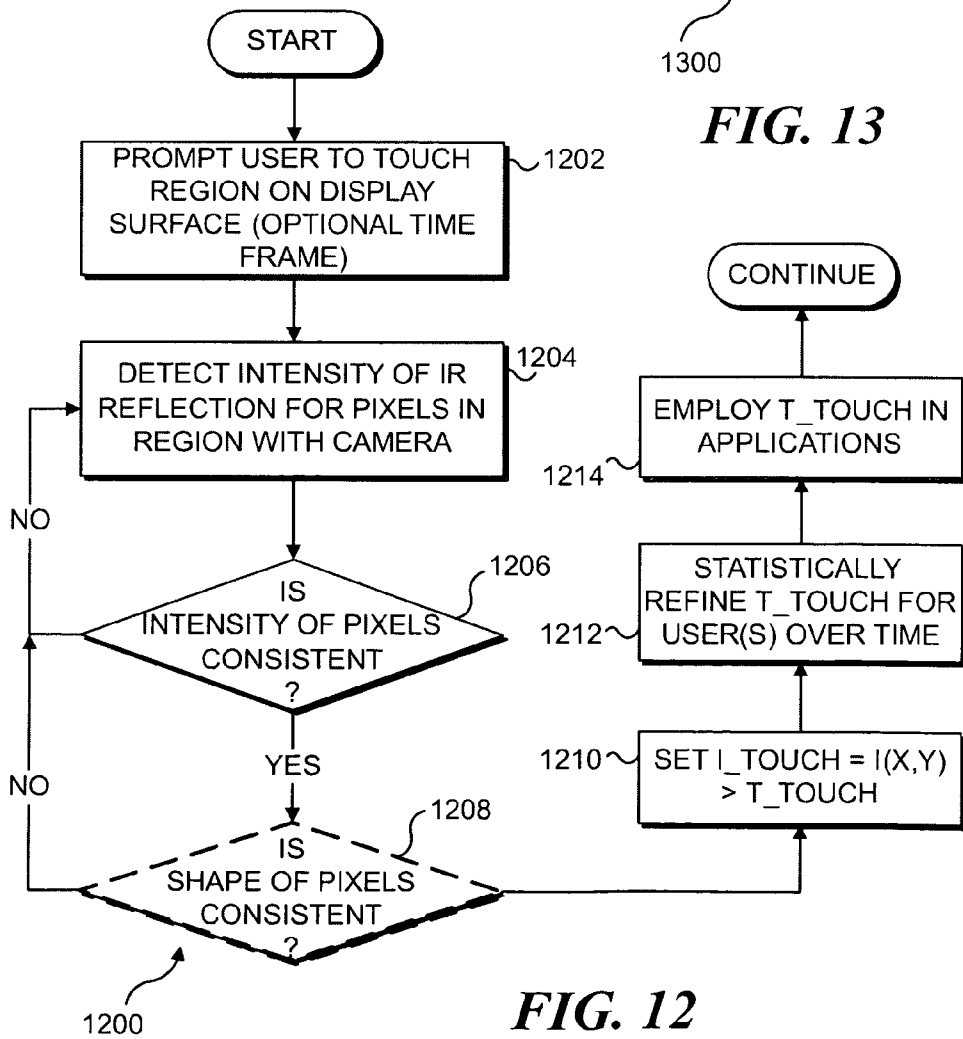 START
1300
FIG. 13
PROMPT USER TO TOUCH
REGION ON DISPLAY
SURFACE (OPTIONAL TIME
FRAME)
1202
DETECT INTENSITY OF IR
REFLECTION FOR PIXELS IN
REGION WITH CAMERA
1204
NO
IS
INTENSITY OF PIXELS
CONSISTENT
?
1206
YES
NO
IS
SHAPE OF PIXELS
CONSISTENT
?
1208
1200
SET I_TOUCH = I(X,Y)
> T_TOUCH
1210
STATISTICALLY
REFINE T_TOUCH FOR
USER(S) OVER TIME
1212
EMPLOY T_TOUCH IN
APPLICATIONS
1214
CONTINUE
FIG. 12